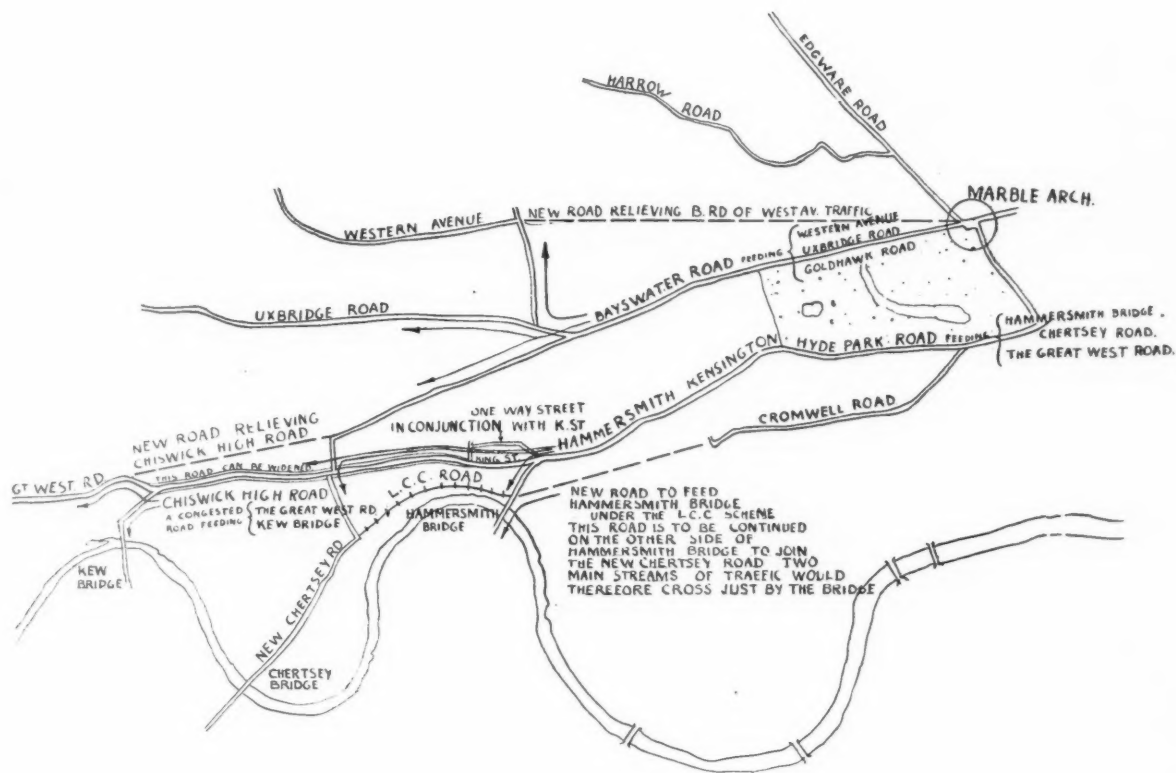 EDGWARE ROAD
HARROW ROAD
MARBLE ARCH.
WESTERN AVENUE
NEW ROAD RELIEVING B.RD OF WEST AV. TRAFFIC
BAYSWATER ROAD FEEDING
WESTERN AVENUE
UXBRIDGE ROAD
GOLDHAWK ROAD
UXBRIDGE ROAD
HYDE PARK ROAD FEEDING
HAMMERSMITH BRIDGE.
CHERTSEY ROAD.
THE GREAT WEST ROAD.
KENSINGTON
HAMMERSMITH
CROMWELL ROAD
ONE WAY STREET
IN CONJUNCTION WITH K.ST
KING ST.
NEW ROAD RELIEVING
CHISWICK HIGH ROAD
THIS ROAD CAN BE WIDENED
GT WEST RD
CHISWICK HIGH ROAD
A CONGESTED
ROAD FEEDING
THE GREAT WEST RD
KEW BRIDGE
L.C.C. ROAD
HAMMERSMITH
BRIDGE
NEW ROAD TO FEED
HAMMERSMITH BRIDGE
UNDER THE L.C.C SCHEME
THIS ROAD IS TO BE CONTINUED
ON THE OTHER SIDE OF
HAMMERSMITH BRIDGE TO JOIN
THE NEW CHERTSEY ROAD TWO
MAIN STREAMS OF TRAFFIC WOULD
THEREFORE CROSS JUST BY THE BRIDGE
KEW
BRIDGE
NEW CHERTSEY RD
CHERTSEY
BRIDGE